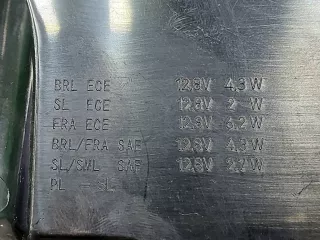 BRL ECE 12,8V 4,3W
SL ECE 12,8V 2 W
FRA ECE 12,8V 3,2W
BRL/FRA SAE 12,8V 4,3W
SL/SML SAE 12,8V 2,2W
PL - SL